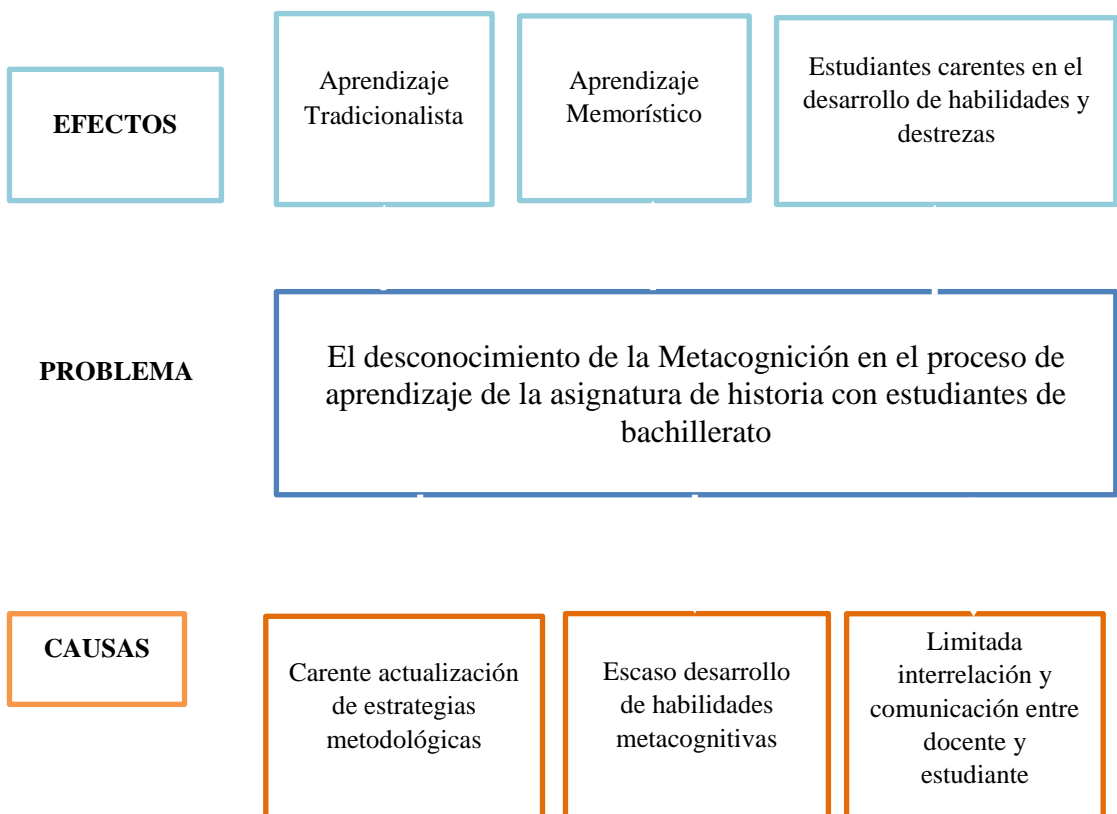 EFECTOS
Aprendizaje
Tradicionalista
Aprendizaje
Memorístico
Estudiantes carentes en el
desarrollo de habilidades y
destrezas
PROBLEMA
El desconocimiento de la Metacognición en el proceso de
aprendizaje de la asignatura de historia con estudiantes de
bachillerato
CAUSAS
Carente actualización
de estrategias
metodológicas
Escaso desarrollo
de habilidades
metacognitivas
Limitada
interrelación y
comunicación entre
docente y
estudiante